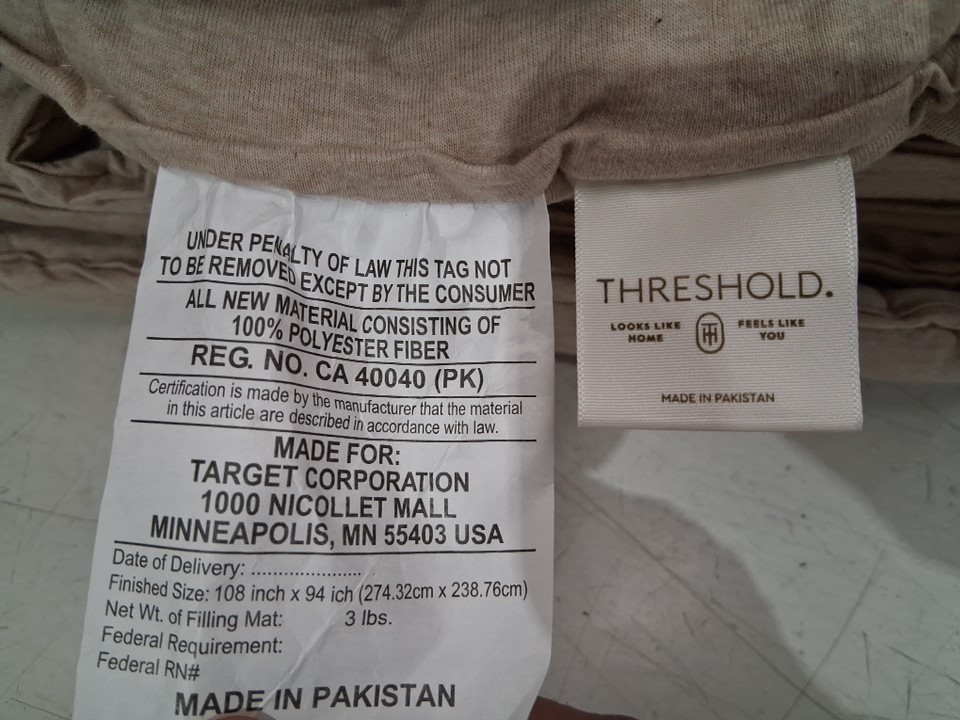 UNDER PENALTY OF LAW THIS TAG NOT
TO BE REMOVED EXCEPT BY THE CONSUMER
ALL NEW MATERIAL CONSISTING OF
100% POLYESTER FIBER
REG. NO. CA 40040 (PK)
Certification is made by the manufacturer that the material
in this article are described in accordance with law.
MADE FOR:
TARGET CORPORATION
1000 NICOLLET MALL
MINNEAPOLIS, MN 55403 USA
Date of Delivery: .....................
Finished Size: 108 inch x 94 ich (274.32cm x 238.76cm)
Net Wt. of Filling Mat: 3 lbs.
Federal Requirement:
Federal RN#
MADE IN PAKISTAN
THRESHOLD.
LOOKS LIKE HOME
TH
FEELS LIKE YOU
MADE IN PAKISTAN